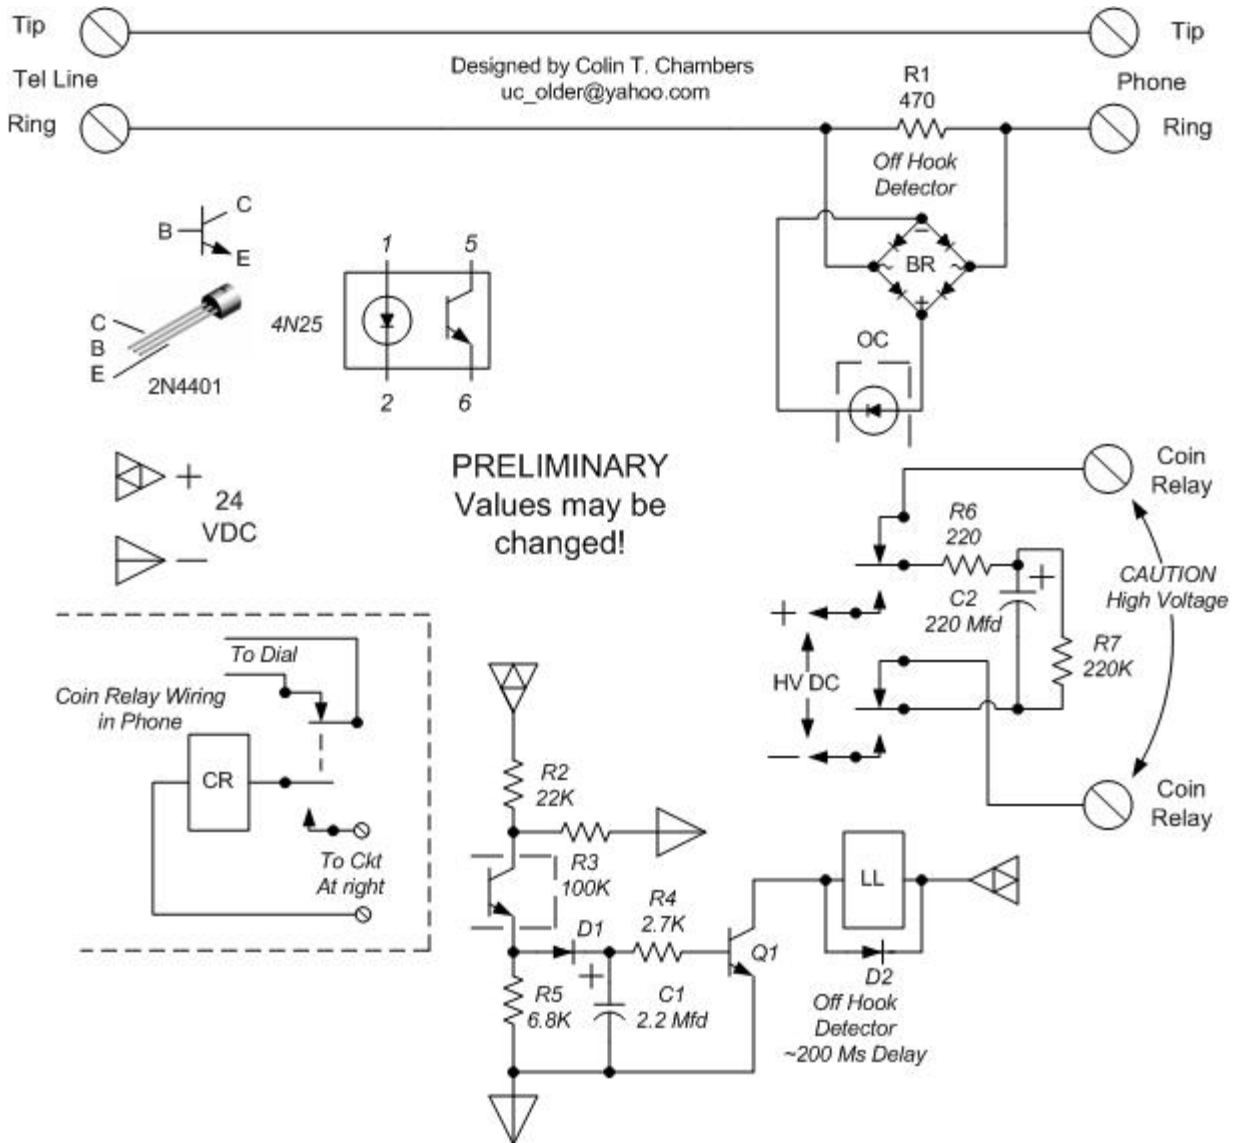 Tip
Tip
Tel Line
Designed by Colin T. Chambers
uc_older@yahoo.com
R1
470
Phone
Ring
Ring
Off Hook
Detector
C
B
E
1
5
BR
−
~
~
+
C
B
E
2N4401
4N25
2
6
OC
+
−
24
VDC
PRELIMINARY
Values may be
changed!
Coin
Relay
R6
220
+
C2
220 Mfd
CAUTION
High Voltage
R7
220K
+
HV DC
—
To Dial
Coin Relay Wiring
in Phone
CR
To Ckt
At right
Coin
Relay
R2
22K
R3
100K
LL
R4
2.7K
D1
+
Q1
D2
R5
6.8K
C1
2.2 Mfd
Off Hook
Detector
~200 Ms Delay